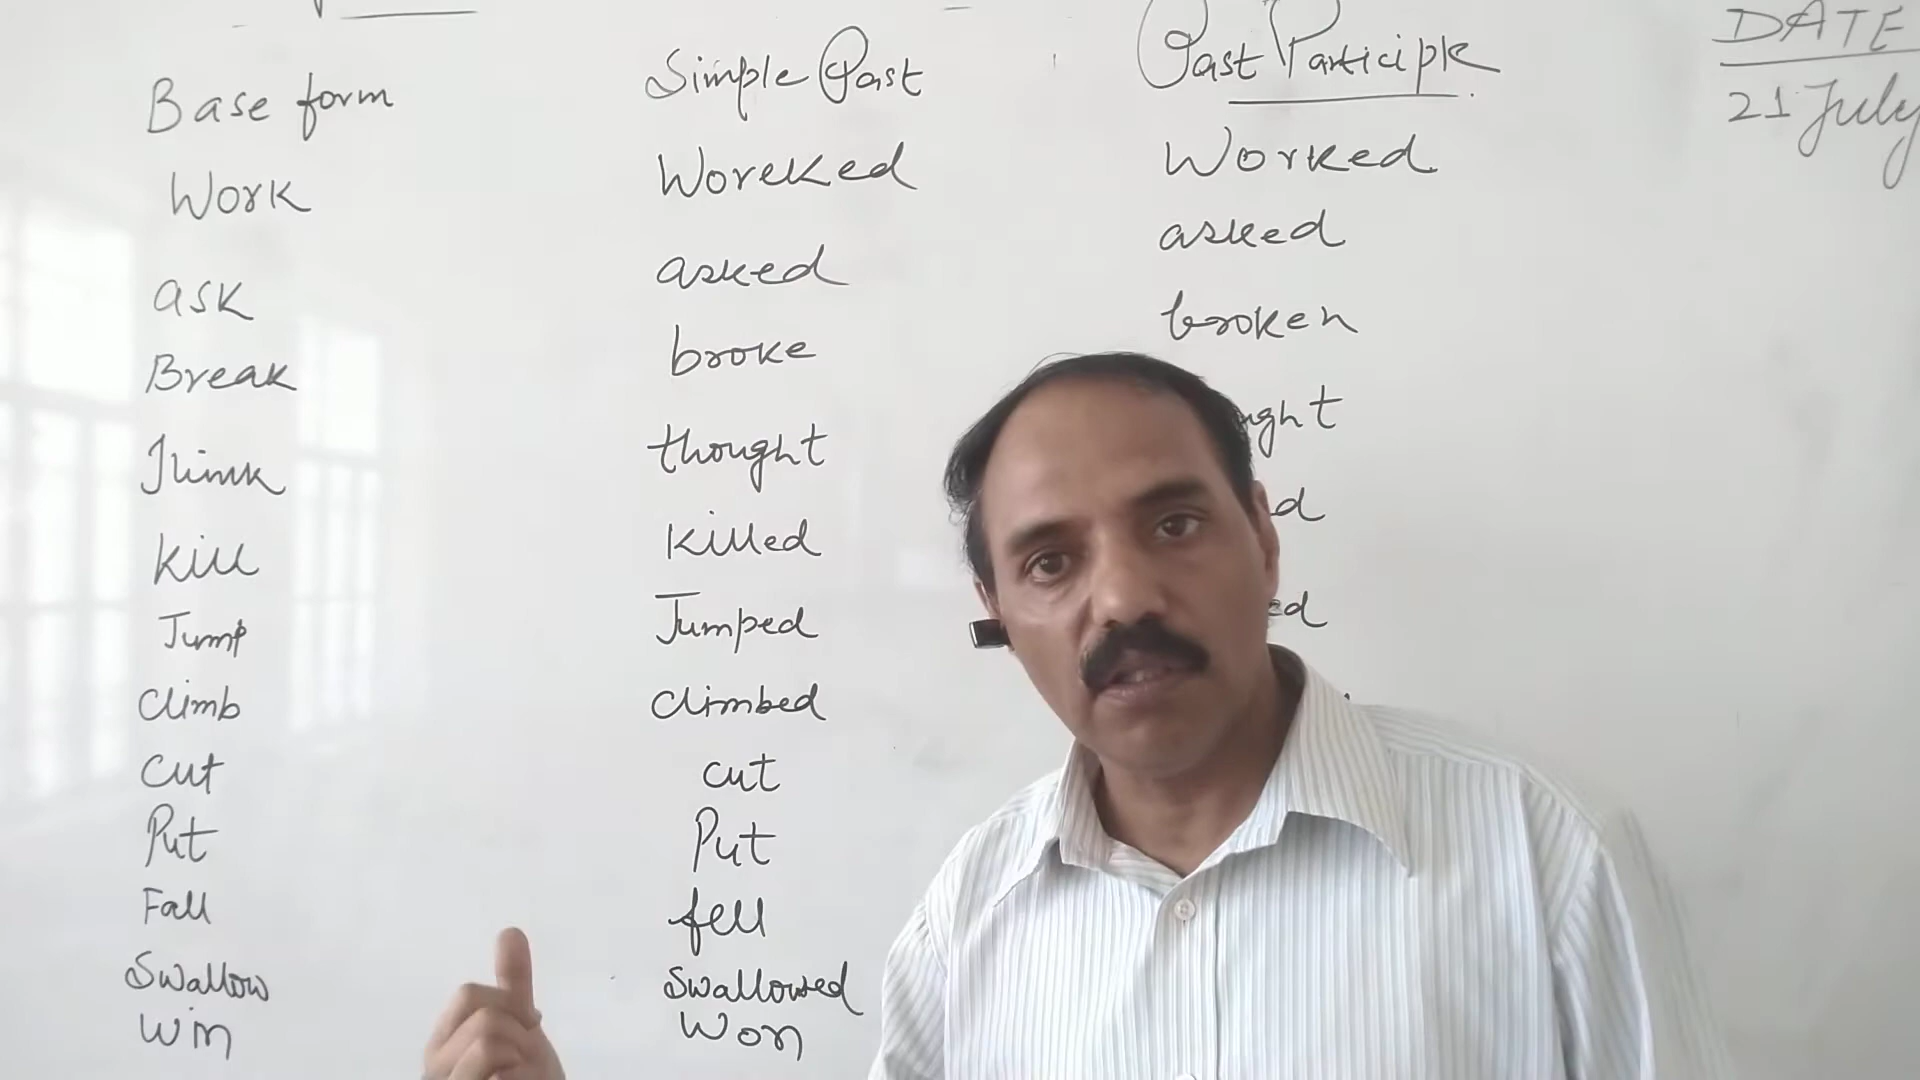 Base form Simple Past Past Participle DATE
21 July
Work Woreked Worked
ask asked asked
Break broke broken
Think thought
Kill Killed
Jump Jumped
Climb Climbed
Cut cut
Put Put
Fall fell
Swallow Swallowed
Win Won